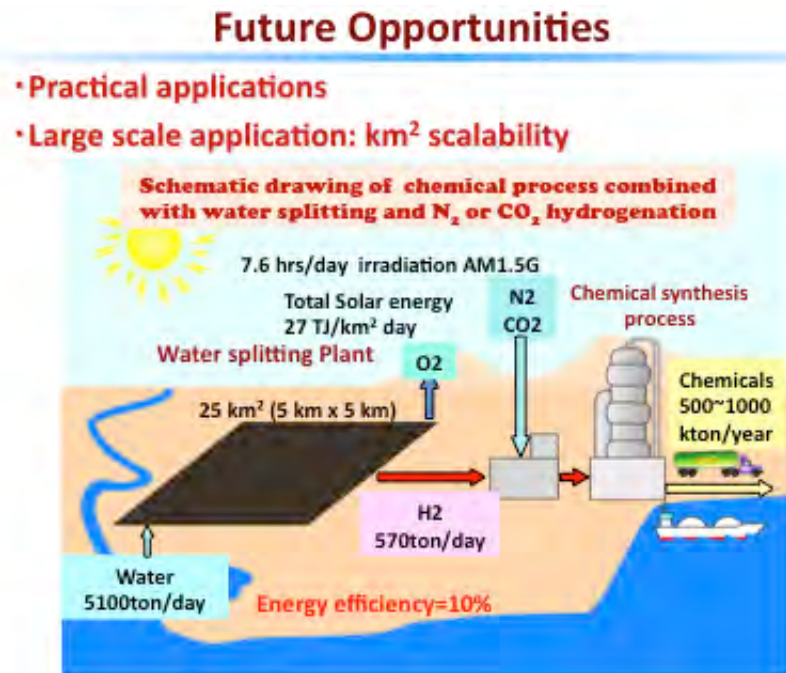 Future Opportunities
·Practical applications
·Large scale application: km² scalability
Schematic drawing of chemical process combined
with water splitting and N₂ or CO₂ hydrogenation
7.6 hrs/day irradiation AM1.5G
Total Solar energy
27 TJ/km² day
N2
CO2
Chemical synthesis
process
Water splitting Plant
O2
25 km² (5 km x 5 km)
Chemicals
500~1000
kton/year
H2
570ton/day
Water
5100ton/day
Energy efficiency=10%